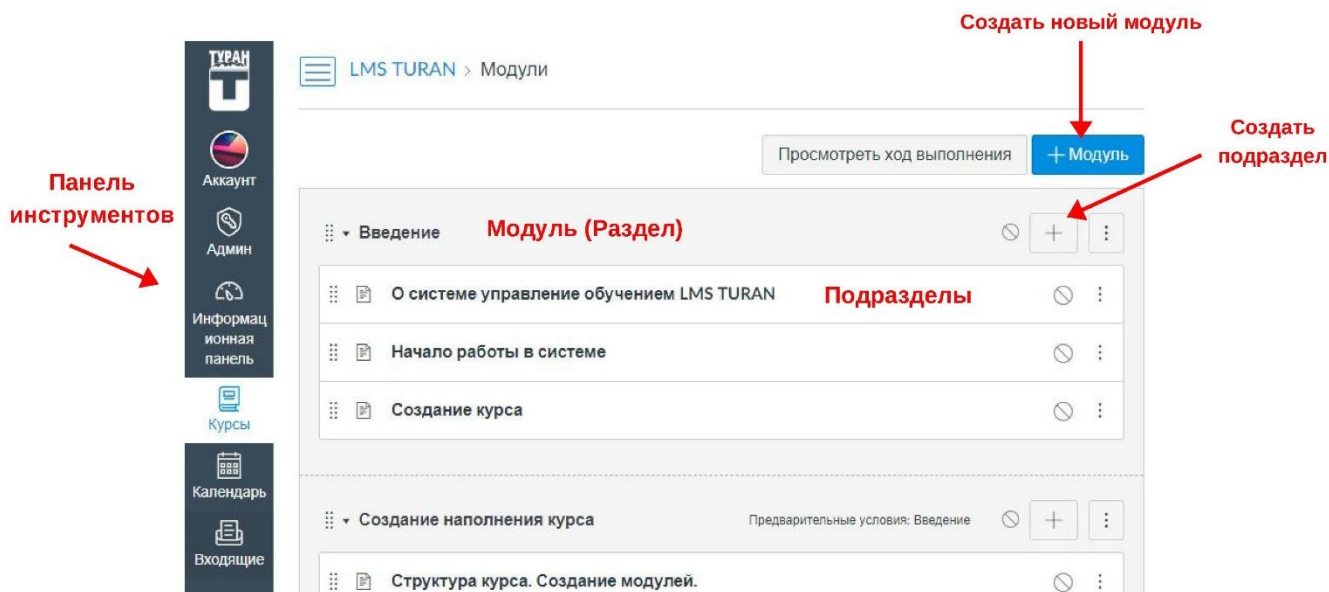 Создать новый модуль
ТУРАН
LMS TURAN > Модули
Создать
подраздел
Просмотреть ход выполнения
+ Модуль
Панель
инструментов
Аккаунт
Введение
Модуль (Раздел)
Админ
О системе управление обучением LMS TURAN
Подразделы
Информац
ионная
панель
Начало работы в системе
Создание курса
Курсы
Календарь
Создание наполнения курса
Предварительные условия: Введение
Входящие
Структура курса. Создание модулей.